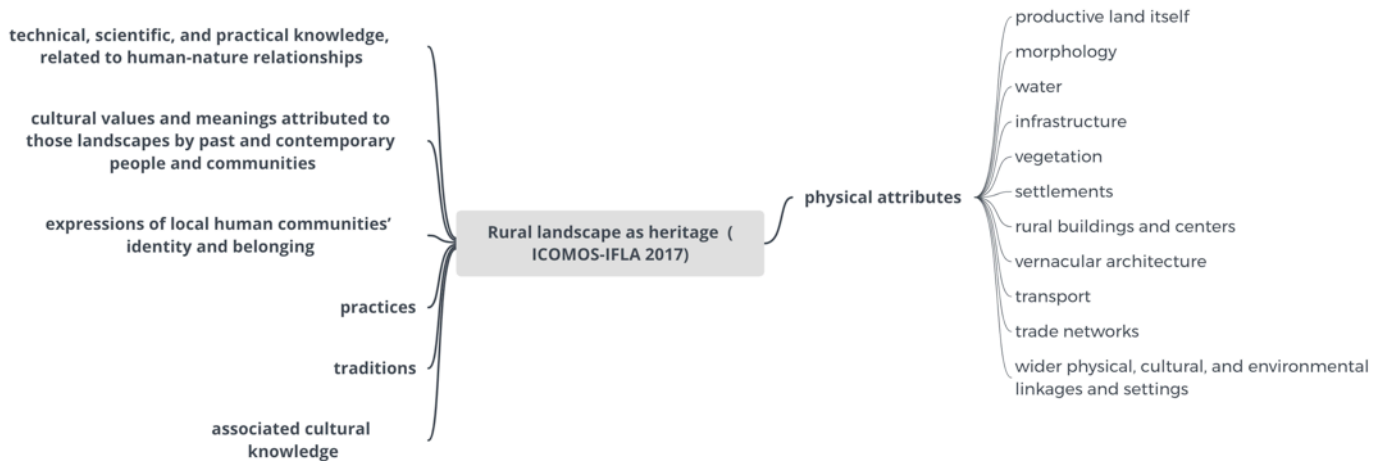 technical, scientific, and practical knowledge,
related to human-nature relationships
cultural values and meanings attributed to
those landscapes by past and contemporary
people and communities
expressions of local human communities’
identity and belonging
practices
traditions
associated cultural
knowledge
Rural landscape as heritage (
ICOMOS-IFLA 2017)
physical attributes
productive land itself
morphology
water
infrastructure
vegetation
settlements
rural buildings and centers
vernacular architecture
transport
trade networks
wider physical, cultural, and environmental
linkages and settings